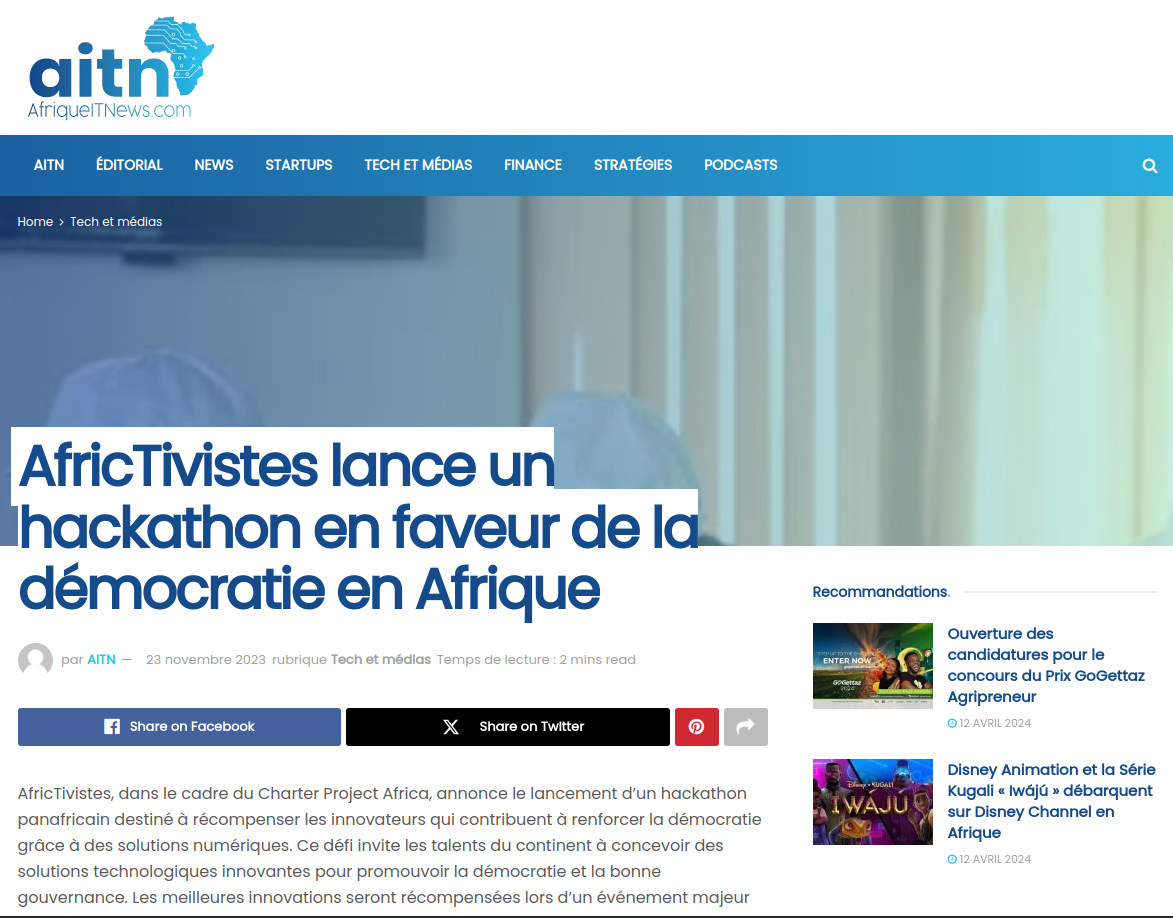 aitn
AfriqueITNews.com
AITN ÉDITORIAL NEWS STARTUPS TECH ET MÉDIAS FINANCE STRATÉGIES PODCASTS
Home > Tech et médias
AfricTivistes lance un
hackathon en faveur de la
démocratie en Afrique
par AITN — 23 novembre 2023 rubrique Tech et médias Temps de lecture : 2 mins read
Share on Facebook
Share on Twitter
AfricTivistes, dans le cadre du Charter Project Africa, annonce le lancement d’un hackathon
panafricain destiné à récompenser les innovateurs qui contribuent à renforcer la démocratie
grâce à des solutions numériques. Ce défi invite les talents du continent à concevoir des
solutions technologiques innovantes pour promouvoir la démocratie et la bonne
gouvernance. Les meilleures innovations seront récompensées lors d’un événement majeur
Recommandations.
ENTER NOW
GoGettaz
2024
Ouverture des
candidatures pour le
concours du Prix GoGettaz
Agripreneur
12 AVRIL 2024
Disney KUGALI
IWÁJÚ
Disney Animation et la Série
Kugali « Iwájú » débarquent
sur Disney Channel en
Afrique
12 AVRIL 2024